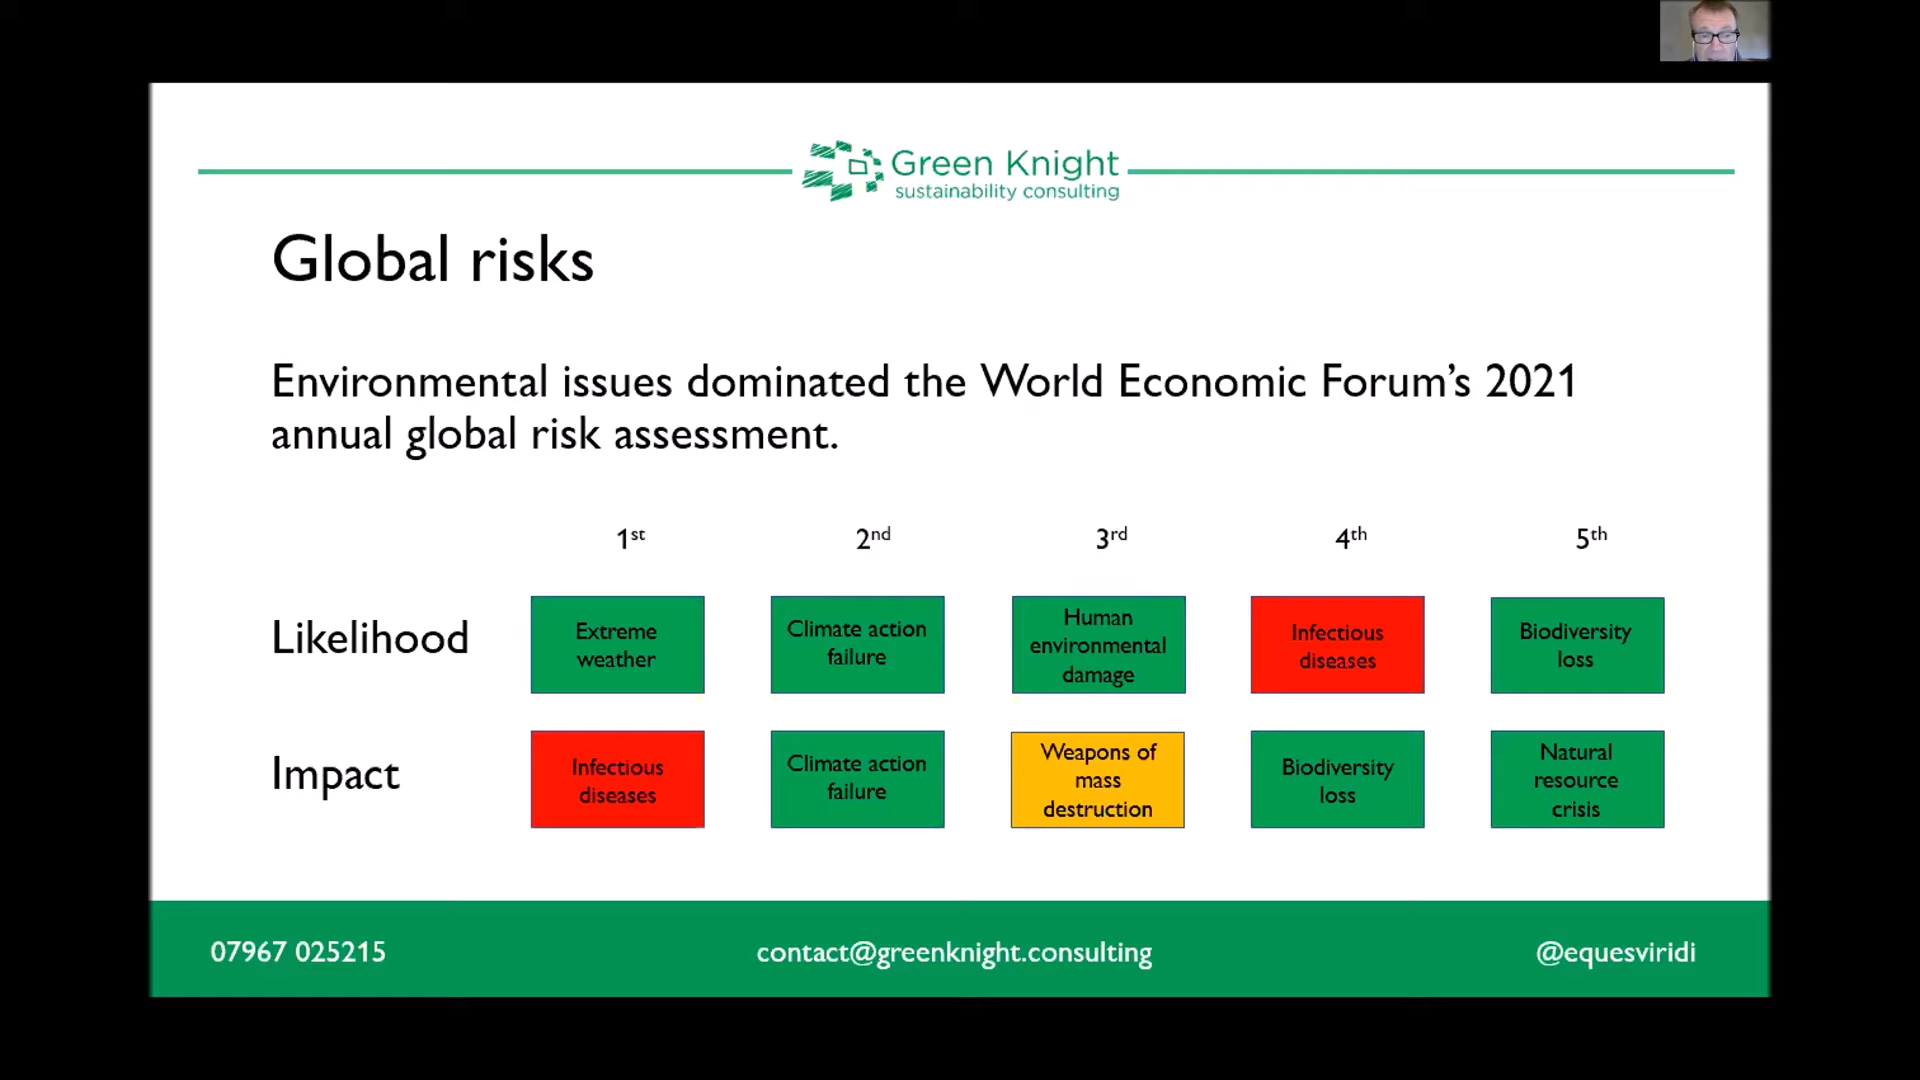 Green Knight
sustainability consulting
Global risks
Environmental issues dominated the World Economic Forum’s 2021
annual global risk assessment.
1st 2nd 3rd 4th 5th
Likelihood
Extreme
weather
Climate action
failure
Human
environmental
damage
Infectious
diseases
Biodiversity
loss
Impact
Infectious
diseases
Climate action
failure
Weapons of
mass
destruction
Biodiversity
loss
Natural
resource
crisis
07967 025215
contact@greenknight.consulting
@equesviridi